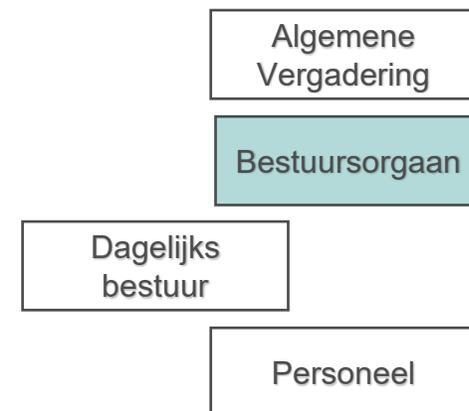 Algemene
Vergadering
Bestuursorgaan
Dagelijks
bestuur
Personeel